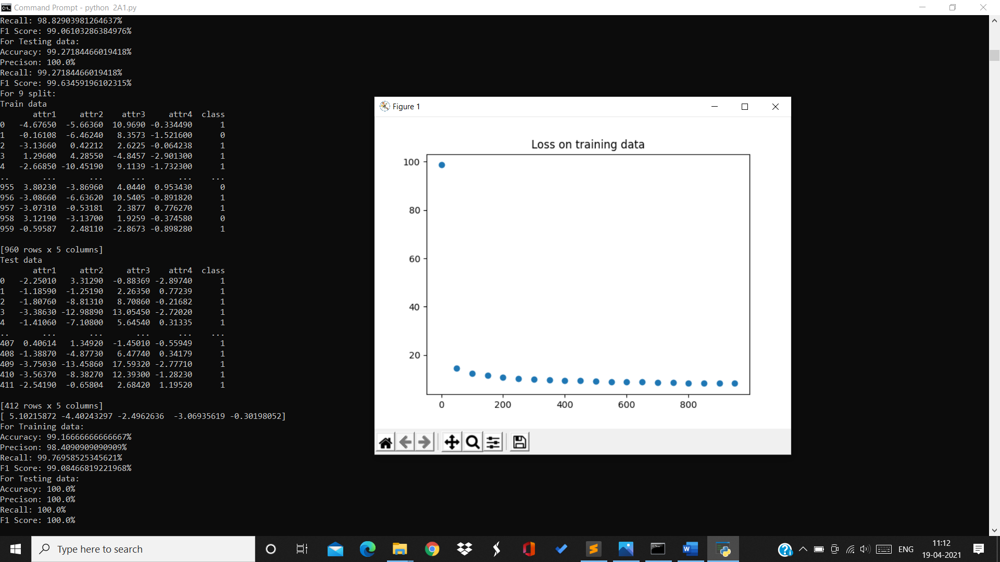 Command Prompt - python  2A1.py
Recall: 98.82903981264637%
F1 Score: 99.06103286384976%
For Testing data:
Accuracy: 99.27184466019418%
Precison: 100.0%
Recall: 99.27184466019418%
F1 Score: 99.63459196102315%
For 9 split:
Train data
attr1 attr2 attr3 attr4 class
0 -4.67650 -5.66360 10.9690 -0.334490 1
1 -0.16108 -6.46240 8.3573 -1.521600 0
2 -3.13660 0.42212 2.6225 -0.064238 1
3 1.29600 4.28550 -4.8457 -2.901300 1
4 -2.66850 -10.45190 9.1139 -1.732300 1
.. ... ... ... ... ...
955 3.80230 -3.86960 4.0440 0.953430 0
956 -3.08660 -6.63620 10.5405 -0.891820 1
957 -3.07310 -0.53181 2.3877 0.776270 1
958 3.12190 -3.13700 1.9259 -0.374580 0
959 -0.59587 2.48110 -2.8673 -0.898280 1
[960 rows x 5 columns]
Test data
attr1 attr2 attr3 attr4 class
0 -2.25010 3.31290 -0.88369 -2.89740 1
1 -1.18590 -1.25190 2.26350 0.77239 1
2 -1.80760 -8.81310 8.70860 -0.21682 1
3 -3.38630 -12.98890 13.05450 -2.72020 1
4 -1.41060 -7.10800 5.64540 0.31335 1
.. ... ... ... ... ...
407 0.40614 1.34920 -1.45010 -0.55949 1
408 -1.38870 -4.87730 6.47740 0.34179 1
409 -3.75030 -13.45860 17.59320 -2.77710 1
410 -3.56370 -8.38270 12.39300 -1.28230 1
411 -2.54190 -0.65804 2.68420 1.19520 1
[412 rows x 5 columns]
[ 5.10215872 -4.40243297 -2.4962636  -3.06935619 -0.30198052]
For Training data:
Accuracy: 99.16666666666667%
Precison: 98.4090909090909%
Recall: 99.76958525345621%
F1 Score: 99.08466819221968%
For Testing data:
Accuracy: 100.0%
Precison: 100.0%
Recall: 100.0%
F1 Score: 100.0%
Figure 1
Loss on training data
100
80
60
40
20
0 200 400 600 800
Type here to search
ENG
11:12
19-04-2021